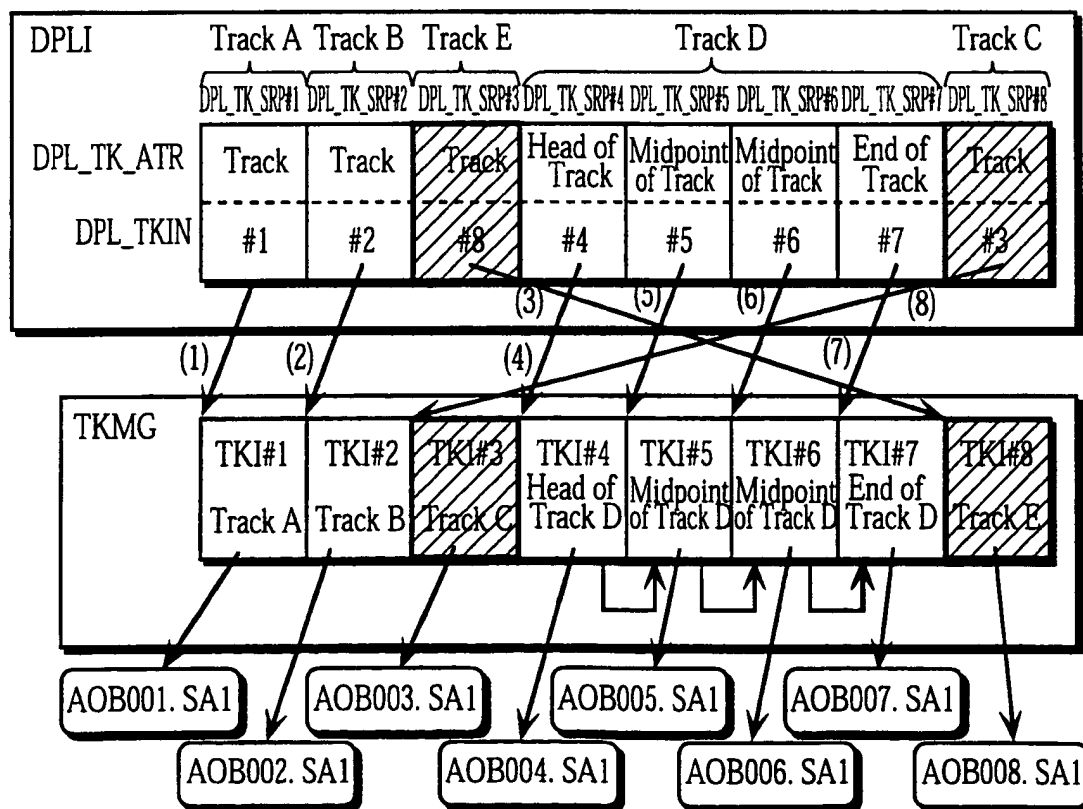 DPLI
Track A Track B Track E Track D Track C
DPL_TK_SRP#1 DPL_TK_SRP#2 DPL_TK_SRP#3 DPL_TK_SRP#4 DPL_TK_SRP#5 DPL_TK_SRP#6 DPL_TK_SRP#7 DPL_TK_SRP#8
DPL_TK_ATR
Track
Track
Track
Head of
Track
Midpoint
of Track
Midpoint
of Track
End of
Track
Track
DPL_TKIN #1 #2 #8 #4 #5 #6 #7 #3
(3) (5) (6) (8)
(1) (2) (4) (7)
TKMG
TKI#1
Track A
TKI#2
Track B
TKI#3
Track C
TKI#4
Head of
Track D
TKI#5
Midpoint
of Track D
TKI#6
Midpoint
of Track D
TKI#7
End of
Track D
TKI#8
Track E
AOB001. SA1 AOB003. SA1 AOB005. SA1 AOB007. SA1
AOB002. SA1 AOB004. SA1 AOB006. SA1 AOB008. SA1